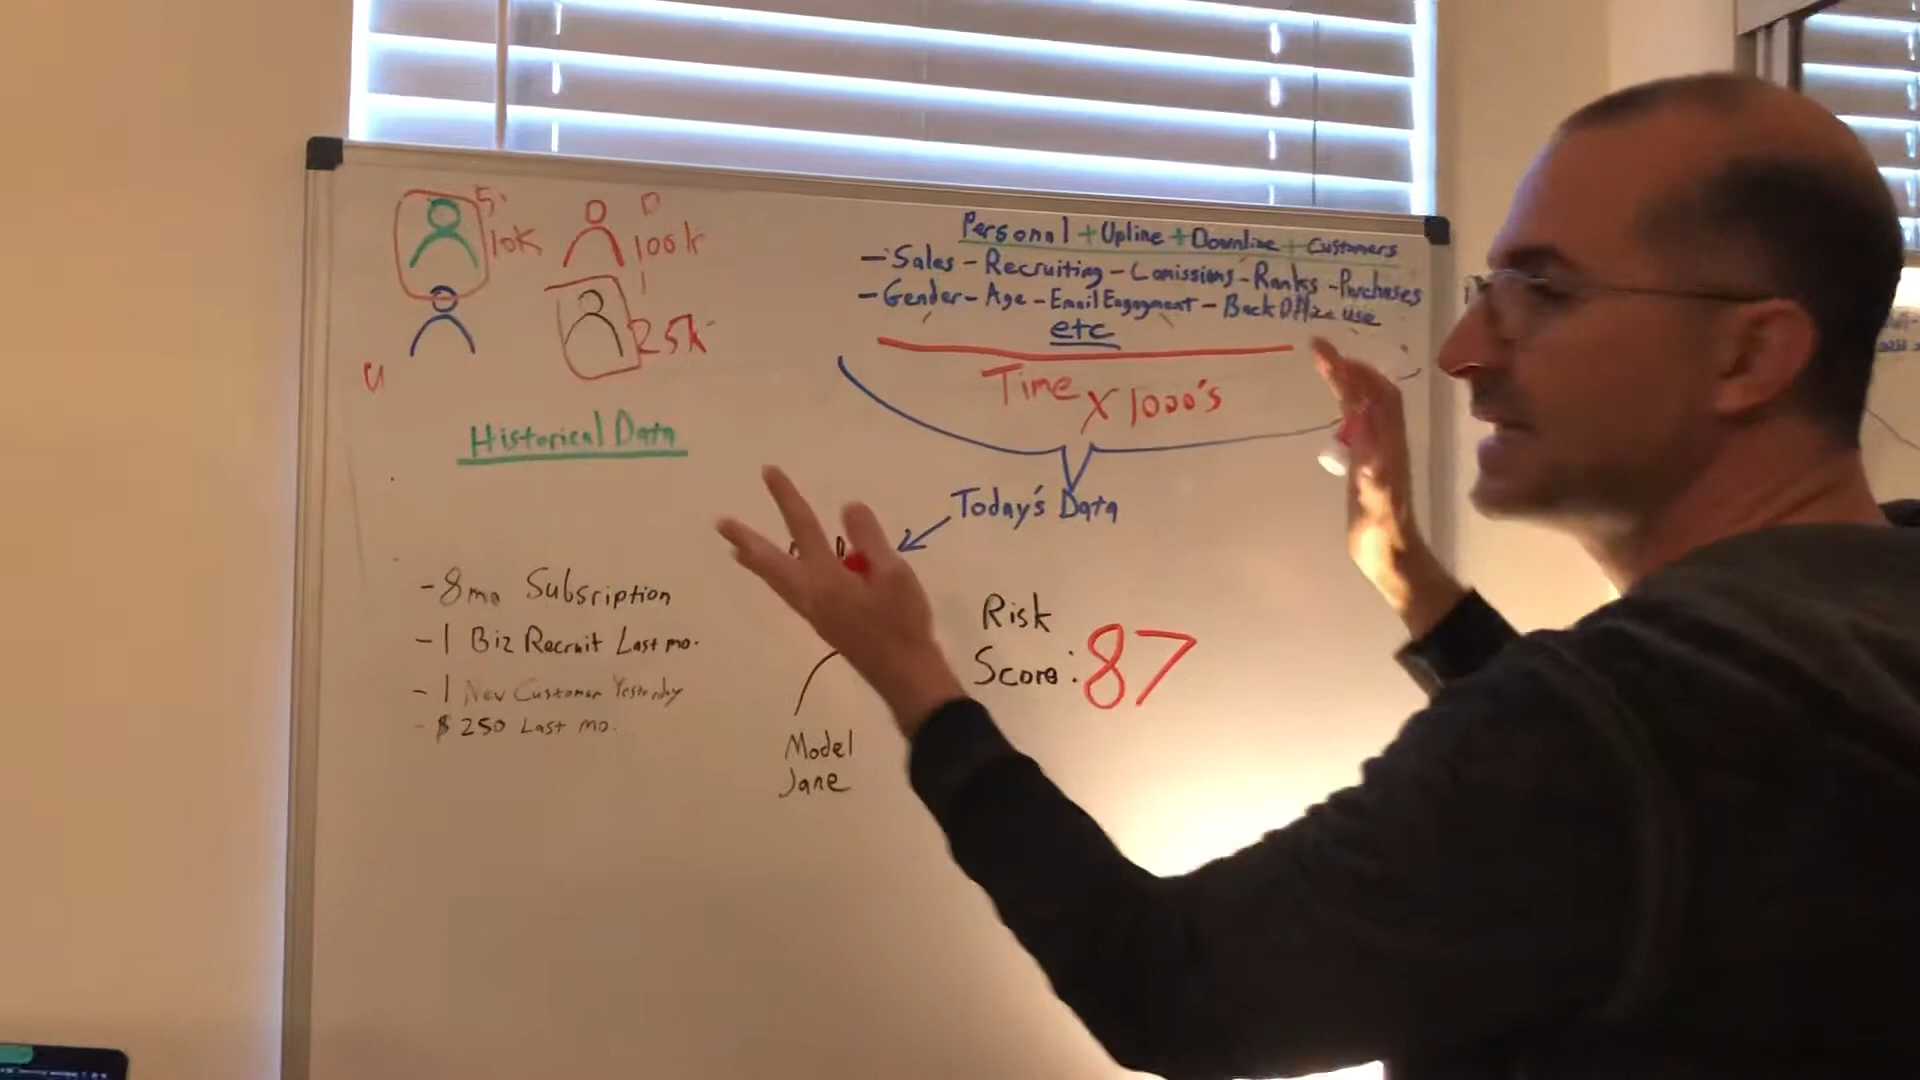 10K
100k
25k
Historical Data
-8mo Subscription
-1 Biz Recruit Last mo.
-1 New Customer Yesterday
-$250 Last mo.
Personal + Upline + Downline + Customers
- Sales - Recruiting - Comissions - Ranks - Purchases
- Gender - Age - Email Engagment - Back Office use
etc
Time X 1000's
Today's Data
Risk
Score: 87
Model
Jane